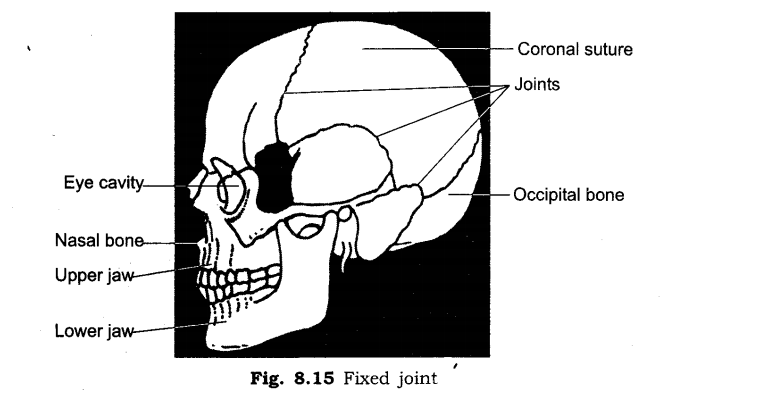 Coronal suture
Joints
Eye cavity
Occipital bone
Nasal bone
Upper jaw
Lower jaw
Fig. 8.15 Fixed joint